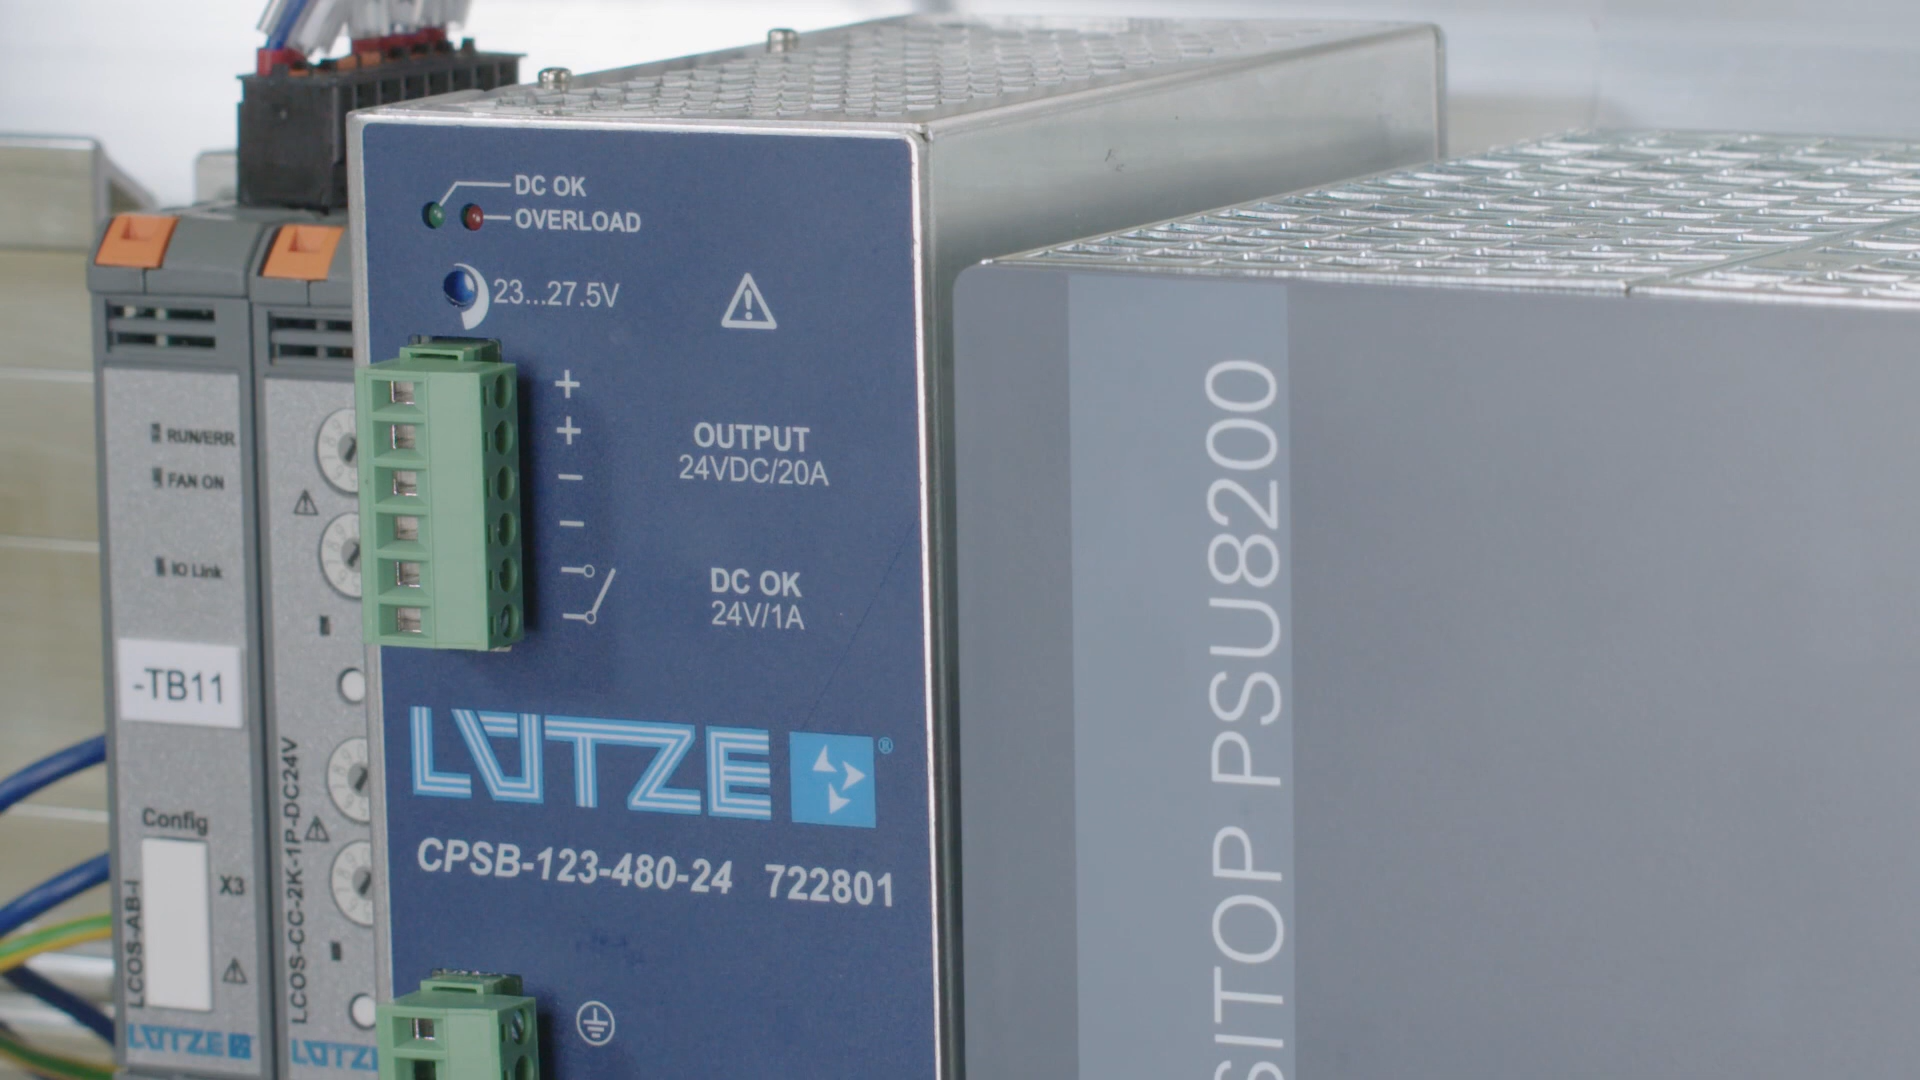 RUN/ERR
FAN ON
IO Link
-TB11
Config
X3
LCOS-AB-I
LÜTZE
LCOS-CC-2K-1P-DC24V
LÜTZE
DC OK
OVERLOAD
23...27.5V
+
+
−
−
OUTPUT
24VDC/20A
DC OK
24V/1A
LÜTZE ®
CPSB-123-480-24 722801
SITOP PSU8200